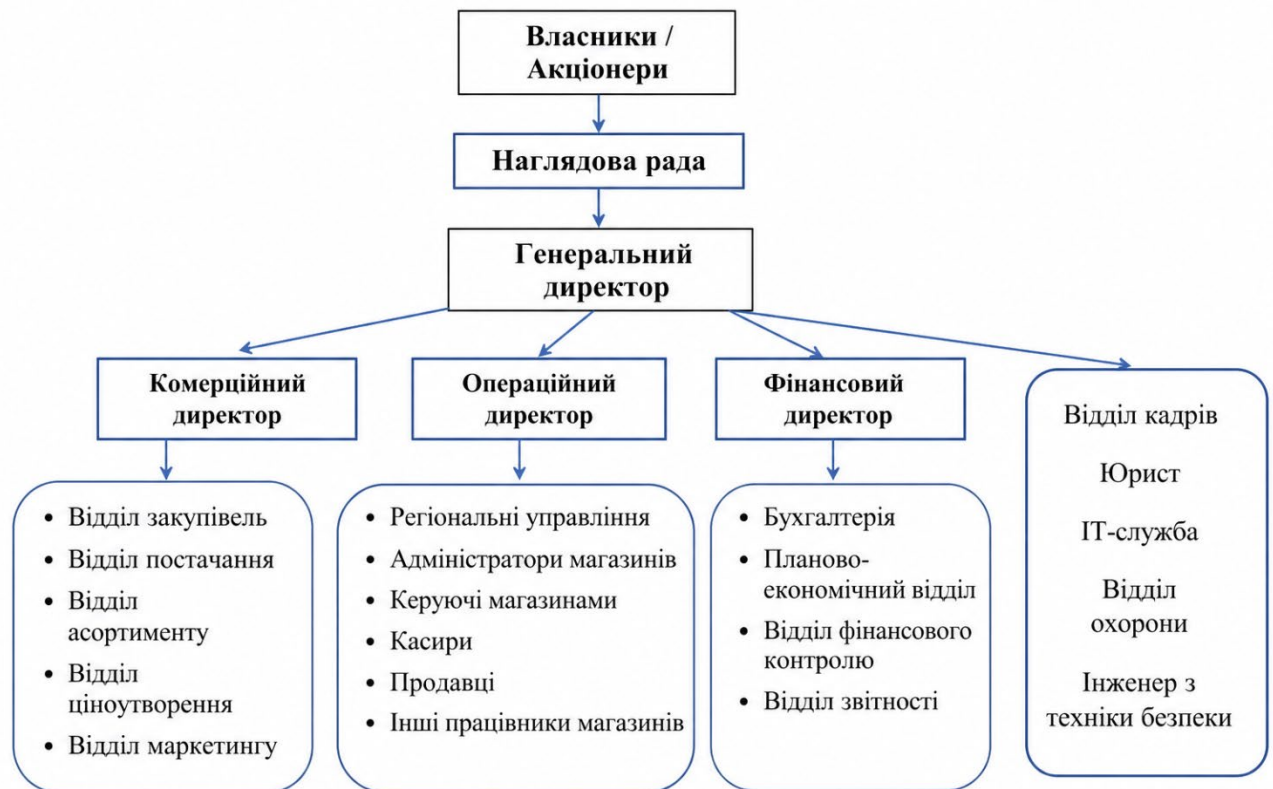 Власники /
Акціонери
Наглядова рада
Генеральний
директор
Комерційний
директор
Операційний
директор
Фінансовий
директор
• Відділ закупівель
• Відділ постачання
• Відділ
асортименту
• Відділ
ціноутворення
• Відділ маркетингу
• Регіональні управління
• Адміністратори магазинів
• Керуючі магазинами
• Касири
• Продавці
• Інші працівники магазинів
• Бухгалтерія
• Планово-
економічний відділ
• Відділ фінансового
контролю
• Відділ звітності
Відділ кадрів
Юрист
ІТ-служба
Відділ
охорони
Інженер з
техніки безпеки